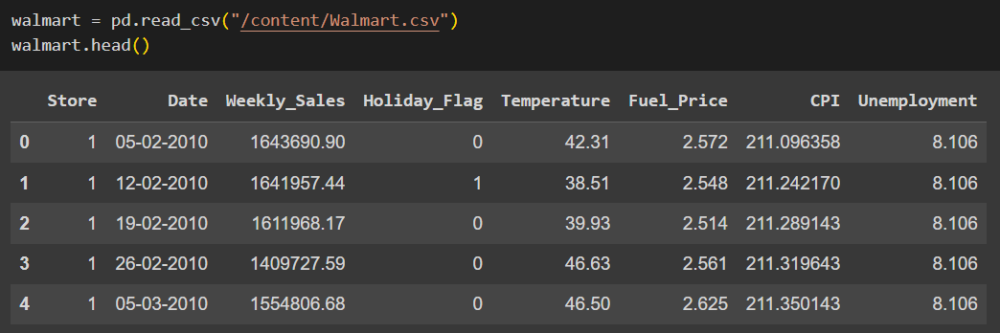 walmart = pd.read_csv("/content/Walmart.csv")
walmart.head()
Store Date Weekly_Sales Holiday_Flag Temperature Fuel_Price CPI Unemployment
0 1 05-02-2010 1643690.90 0 42.31 2.572 211.096358 8.106
1 1 12-02-2010 1641957.44 1 38.51 2.548 211.242170 8.106
2 1 19-02-2010 1611968.17 0 39.93 2.514 211.289143 8.106
3 1 26-02-2010 1409727.59 0 46.63 2.561 211.319643 8.106
4 1 05-03-2010 1554806.68 0 46.50 2.625 211.350143 8.106